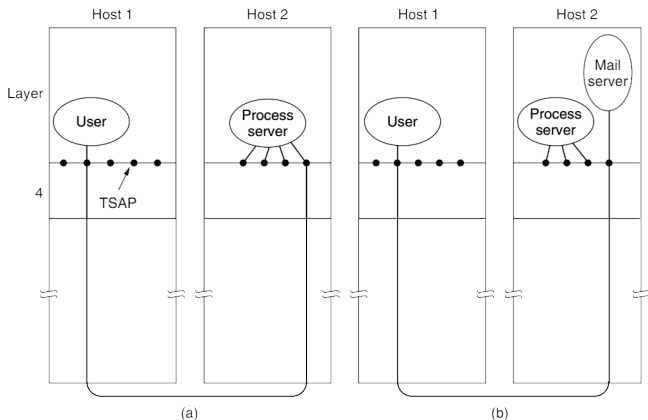 Host 1
Host 2
Host 1
Host 2
Layer
User
Process
server
User
Process
server
Mail
server
4
TSAP
(a)
(b)